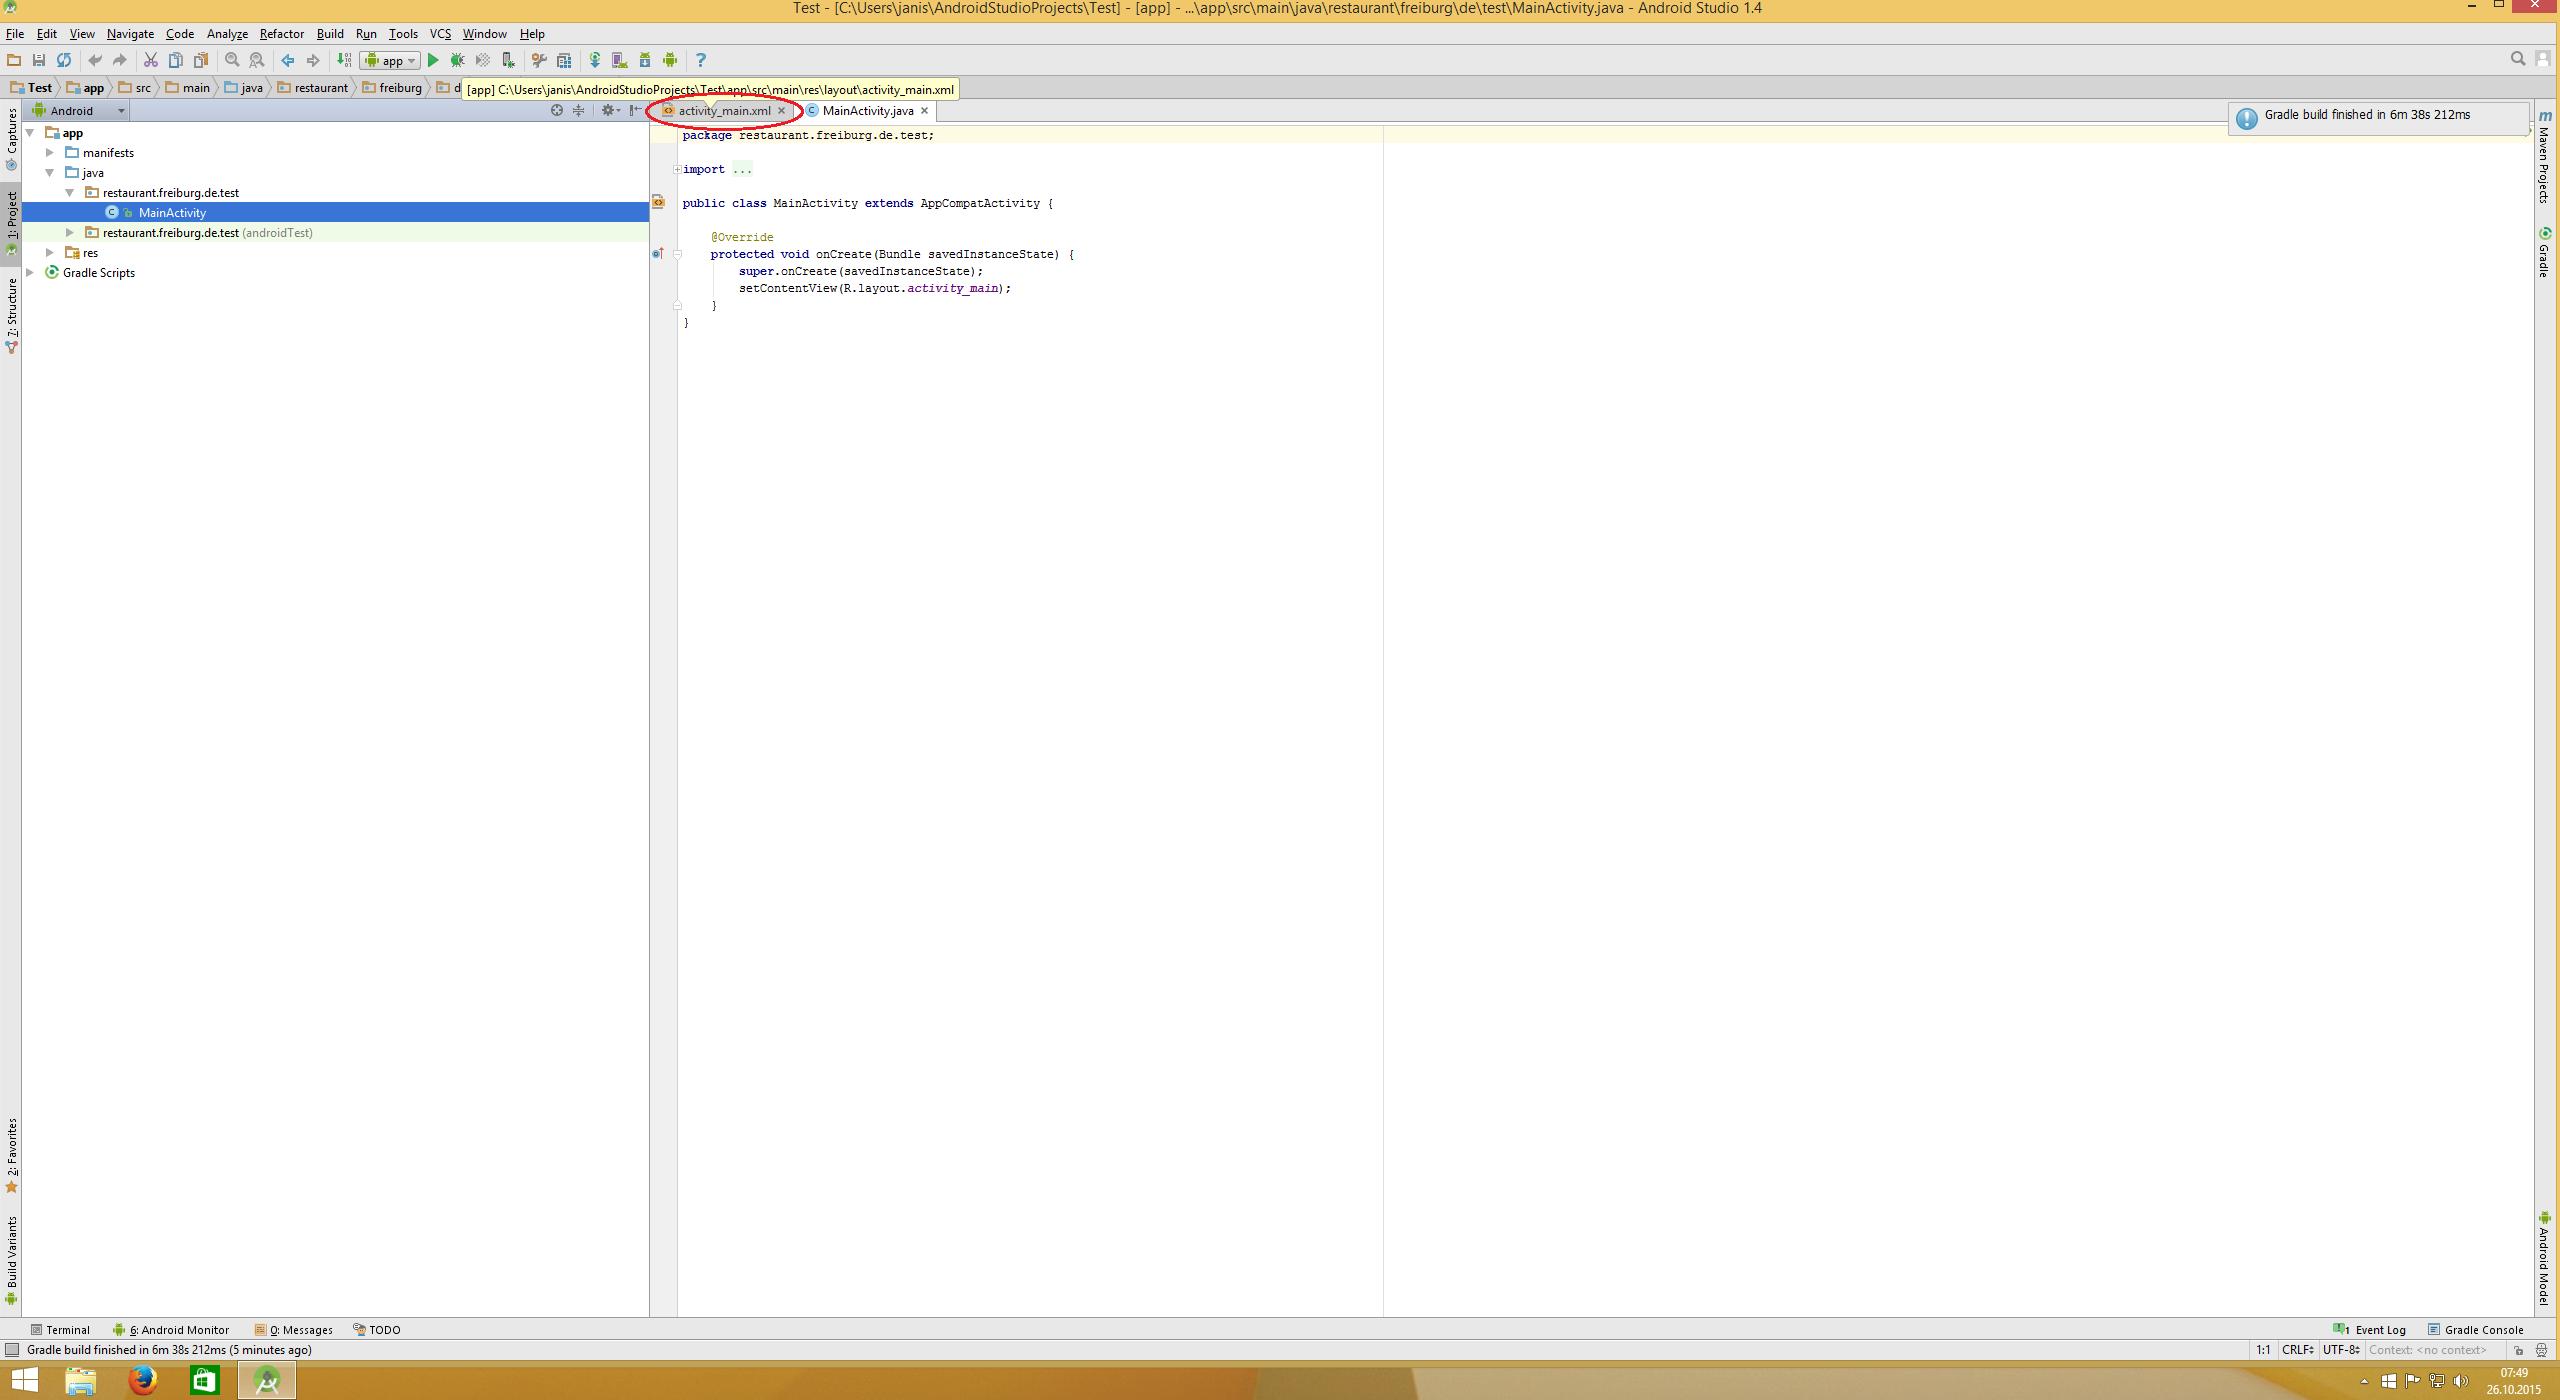 Test - [C:\Users\janis\AndroidStudioProjects\Test] - [app] - ...\app\src\main\java\restaurant\freiburg\de\test\MainActivity.java - Android Studio 1.4
File Edit View Navigate Code Analyze Refactor Build Run Tools VCS Window Help
app
Test app src main java restaurant freiburg d
[app] C:\Users\janis\AndroidStudioProjects\Test\app\src\main\res\layout\activity_main.xml
Android
activity_main.xml MainActivity.java
Gradle build finished in 6m 38s 212ms
app
manifests
java
restaurant.freiburg.de.test
MainActivity
restaurant.freiburg.de.test (androidTest)
res
Gradle Scripts
package restaurant.freiburg.de.test;
import ...
public class MainActivity extends AppCompatActivity {
@Override
protected void onCreate(Bundle savedInstanceState) {
super.onCreate(savedInstanceState);
setContentView(R.layout.activity_main);
}
}
Captures
1: Project
7: Structure
2: Favorites
Build Variants
Maven Projects
Gradle
Android Model
Terminal 6: Android Monitor 0: Messages TODO
1 Event Log Gradle Console
Gradle build finished in 6m 38s 212ms (5 minutes ago)
1:1 CRLF UTF-8 Context: <no context>
07:49
26.10.2015